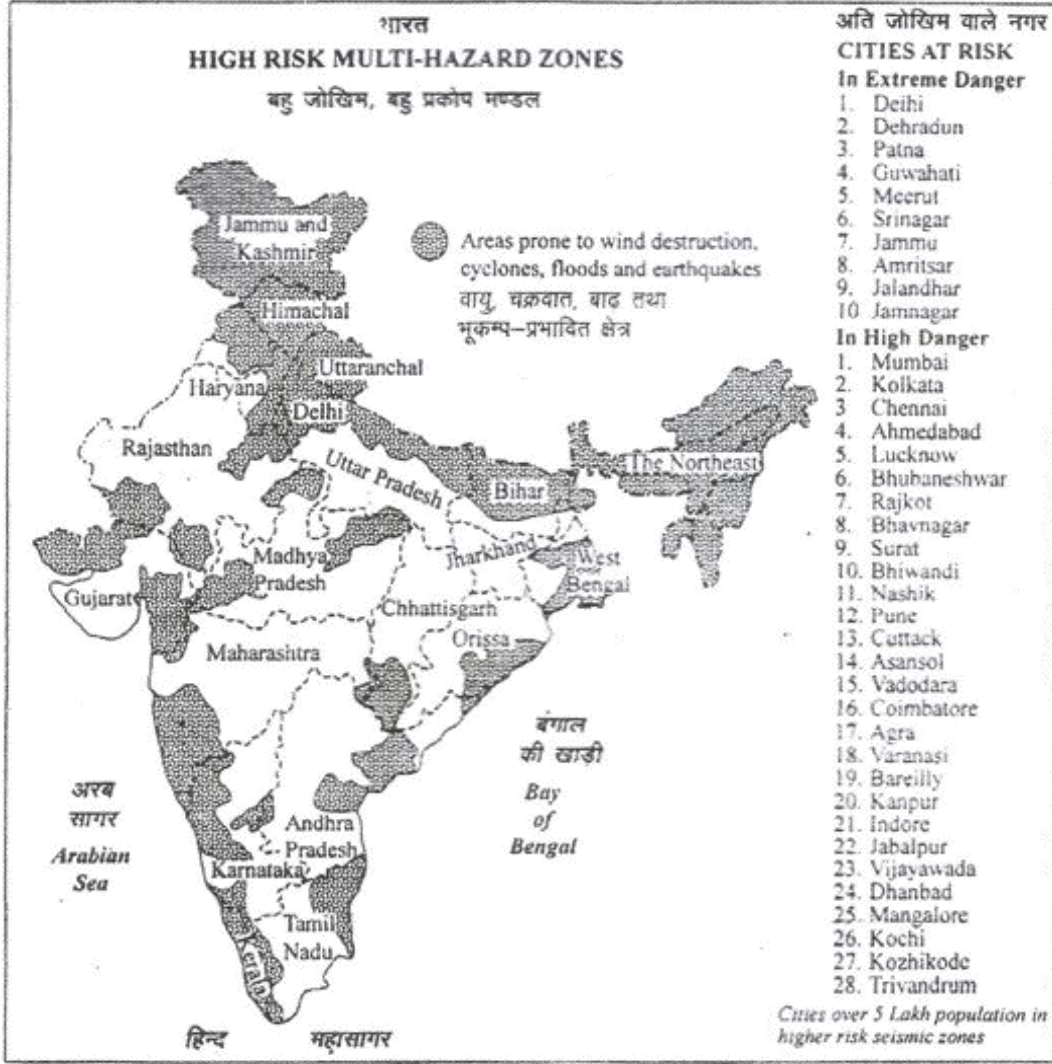 भारत
HIGH RISK MULTI-HAZARD ZONES
बहु जोखिम, बहु प्रकोप मण्डल
Jammu and
Kashmir
Himachal
Uttaranchal
Haryana
Delhi
Rajasthan
Uttar Pradesh
Bihar
The Northeast
Madhya
Pradesh
Jharkhand
West
Bengal
Gujarat
Chhattisgarh
Orissa
Maharashtra
Andhra
Pradesh
Karnataka
Tamil
Nadu
Kerala
Areas prone to wind destruction,
cyclones, floods and earthquakes
वायु, चक्रवात, बाढ तथा
भूकम्प-प्रभावित क्षेत्र
अरब
सागर
Arabian
Sea
बंगाल
की खाड़ी
Bay
of
Bengal
हिन्द महासागर
अति जोखिम वाले नगर
CITIES AT RISK
In Extreme Danger
1. Delhi
2. Dehradun
3. Patna
4. Guwahati
5. Meerut
6. Srinagar
7. Jammu
8. Amritsar
9. Jalandhar
10 Jamnagar
In High Danger
1. Mumbai
2. Kolkata
3 Chennai
4. Ahmedabad
5. Lucknow
6. Bhubaneshwar
7. Rajkot
8. Bhavnagar
9. Surat
10. Bhiwandi
11. Nashik
12. Pune
13. Cuttack
14. Asansol
15. Vadodara
16. Coimbatore
17. Agra
18. Varanasi
19. Bareilly
20. Kanpur
21. Indore
22. Jabalpur
23. Vijayawada
24. Dhanbad
25. Mangalore
26. Kochi
27. Kozhikode
28. Trivandrum
Cities over 5 Lakh population in
higher risk seismic zones